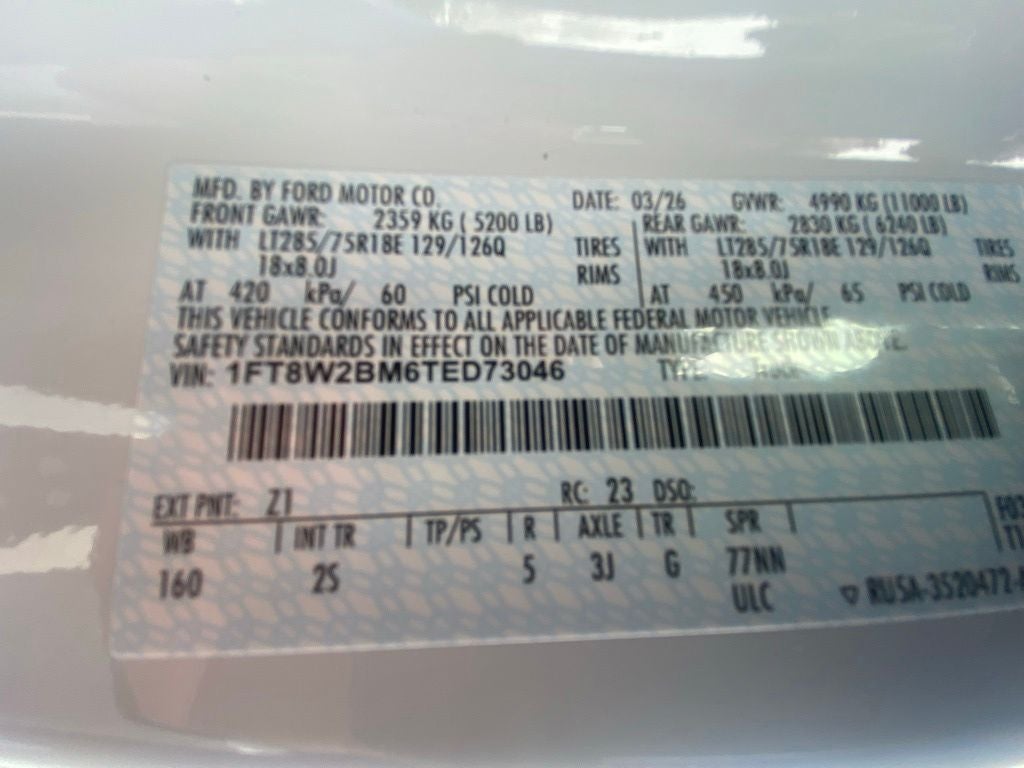 MFD. BY FORD MOTOR CO. DATE: 03/26 GVWR: 4990 KG (11000 LB)
FRONT GAWR: 2359 KG ( 5200 LB) REAR GAWR: 2830 KG ( 6240 LB)
WITH LT285/75R18E 129/126Q TIRES WITH LT285/75R18E 129/126Q TIRES
18x8.0J RIMS 18x8.0J RIMS
AT 420 kPa/ 60 PSI COLD AT 450 kPa/ 65 PSI COLD
THIS VEHICLE CONFORMS TO ALL APPLICABLE FEDERAL MOTOR VEHICLE
SAFETY STANDARDS IN EFFECT ON THE DATE OF MANUFACTURE SHOWN ABOVE.
VIN: 1FT8W2BM6TED73046 TYPE:
EXT PNT: Z1 RC: 23 DSO:
WB INT TR TP/PS R AXLE TR SPR
160 2S 5 3J G 77NN
ULC
▽ RUSA-3520472-